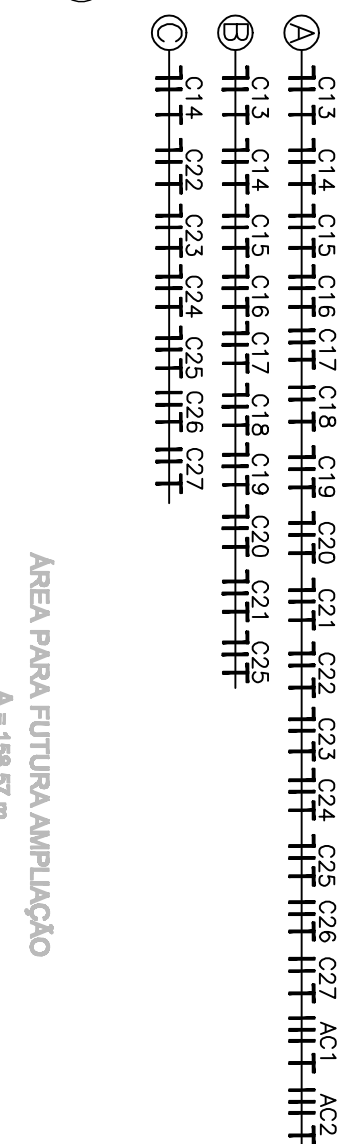 A C13 C14 C15 C16 C17 C18 C19 C20 C21 C22 C23 C24 C25 C26 C27 AC1 AC2
B C13 C14 C15 C16 C17 C18 C19 C20 C21 C25
C C14 C22 C23 C24 C25 C26 C27
ÁREA PARA FUTURA AMPLIAÇÃO
A = 158,57 m